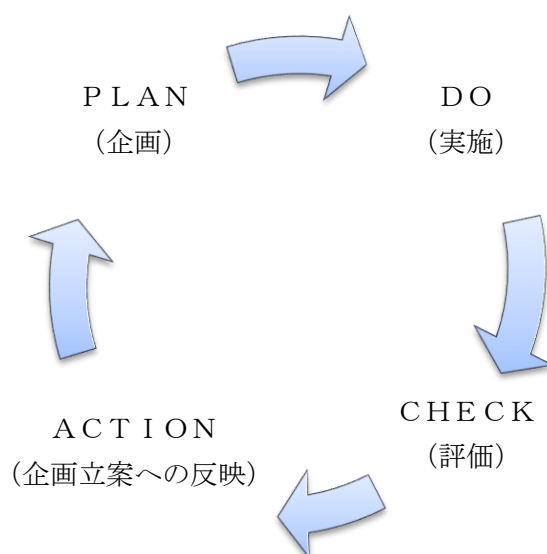 ＰＬＡＮ
（企画）
ＤＯ
（実施）
ＣＨＥＣＫ
（評価）
ＡＣＴＩＯＮ
（企画立案への反映）